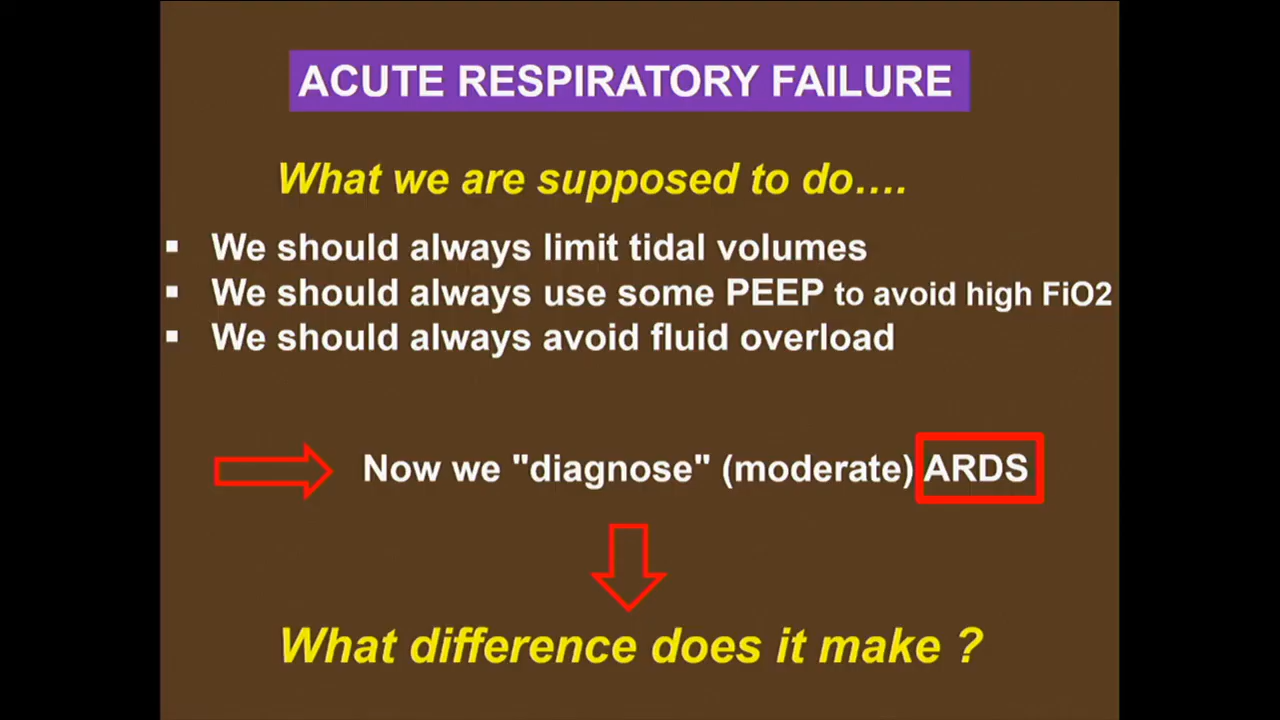 ACUTE RESPIRATORY FAILURE
What we are supposed to do....
▪ We should always limit tidal volumes
▪ We should always use some PEEP to avoid high FiO2
▪ We should always avoid fluid overload
Now we "diagnose" (moderate) ARDS
What difference does it make ?